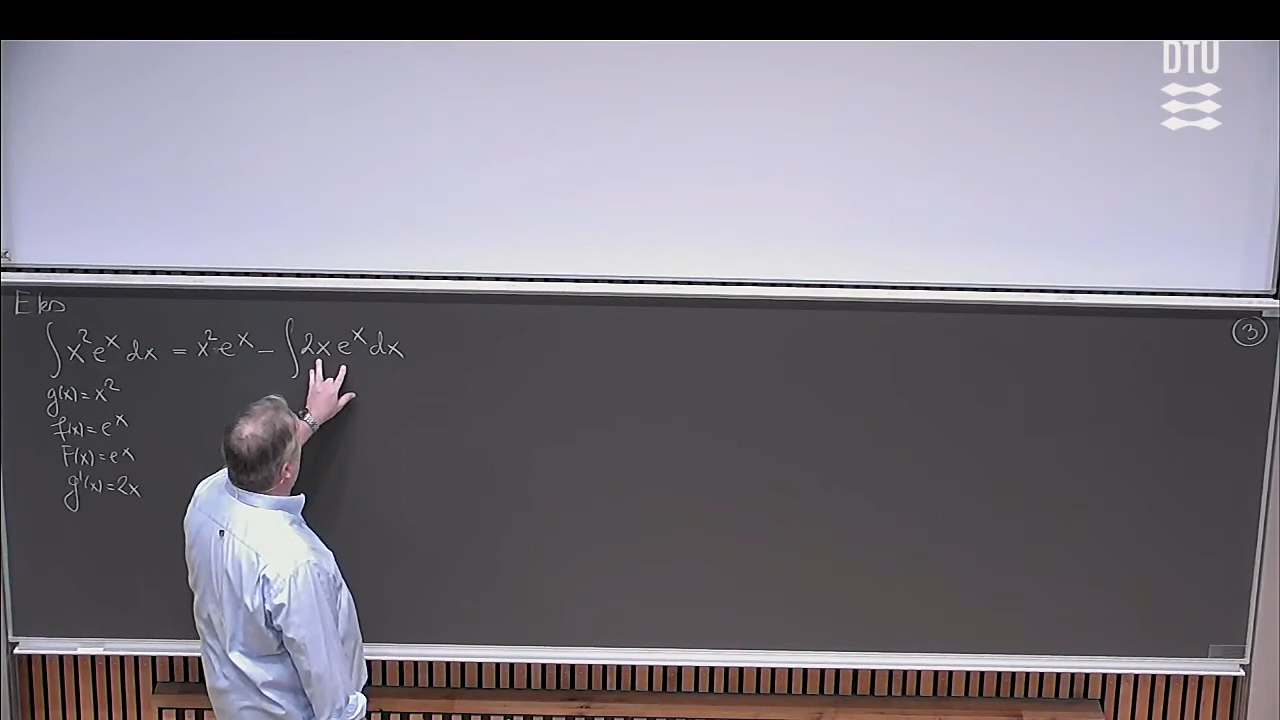 DTU
Eks
③
∫x²eˣdx = x²eˣ - ∫2xeˣdx
g(x)=x²
f(x)=eˣ
F(x)=eˣ
g'(x)=2x